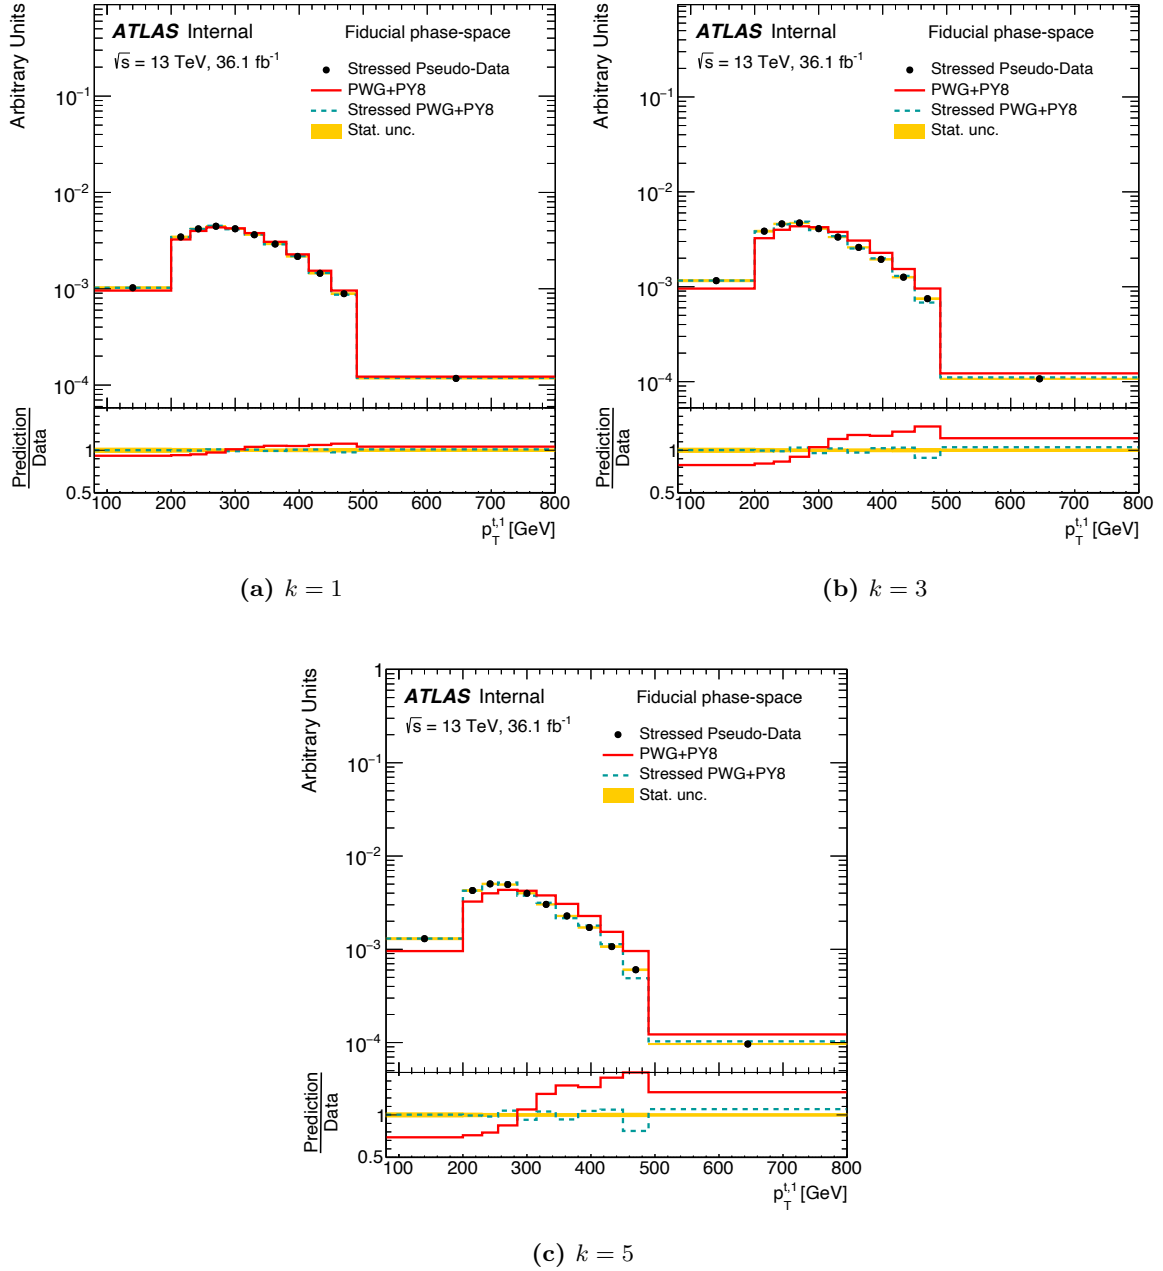 ATLAS Internal
Fiducial phase-space
√s = 13 TeV, 36.1 fb⁻¹
Stressed Pseudo-Data
PWG+PY8
Stressed PWG+PY8
Stat. unc.
Arbitrary Units
10⁻¹
10⁻²
10⁻³
10⁻⁴
Prediction
Data
1
0.5
100 200 300 400 500 600 700 800
p_T^{t,1} [GeV]
(a) k = 1
ATLAS Internal
Fiducial phase-space
√s = 13 TeV, 36.1 fb⁻¹
Stressed Pseudo-Data
PWG+PY8
Stressed PWG+PY8
Stat. unc.
Arbitrary Units
10⁻¹
10⁻²
10⁻³
10⁻⁴
Prediction
Data
1
0.5
100 200 300 400 500 600 700 800
p_T^{t,1} [GeV]
(b) k = 3
ATLAS Internal
Fiducial phase-space
√s = 13 TeV, 36.1 fb⁻¹
Stressed Pseudo-Data
PWG+PY8
Stressed PWG+PY8
Stat. unc.
Arbitrary Units
1
10⁻¹
10⁻²
10⁻³
10⁻⁴
Prediction
Data
1
0.5
100 200 300 400 500 600 700 800
p_T^{t,1} [GeV]
(c) k = 5